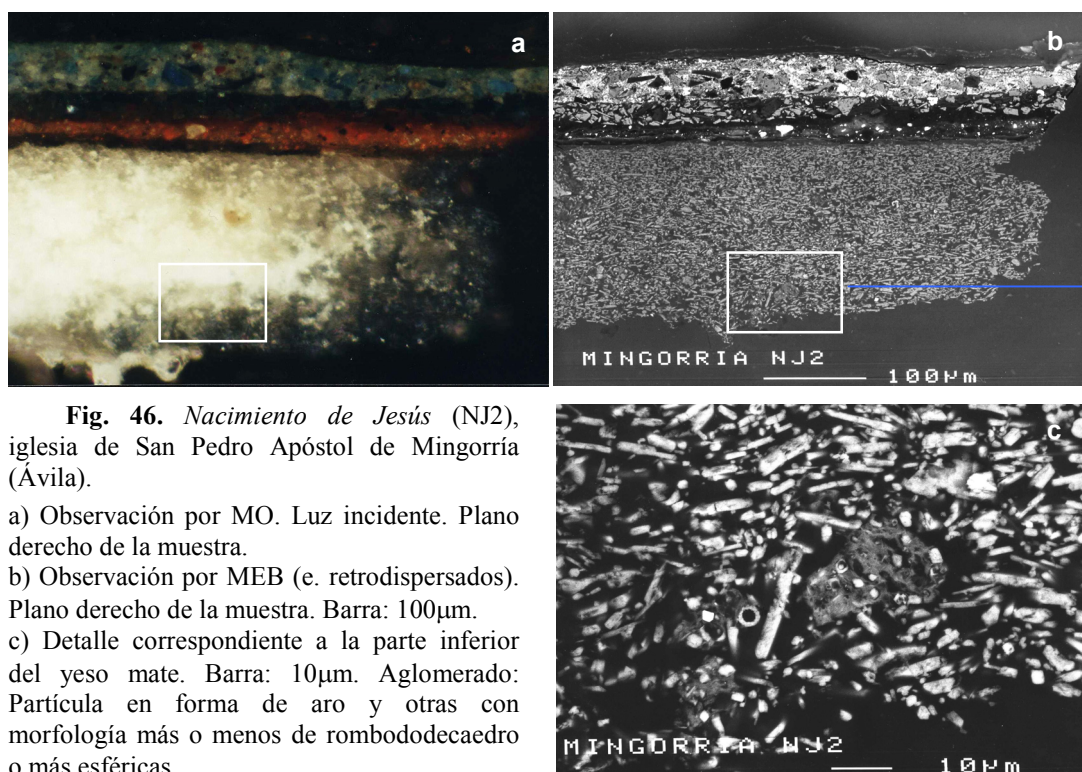 a
b
MINGORRIA NJ2
100µm
Fig. 46. Nacimiento de Jesús (NJ2),
iglesia de San Pedro Apóstol de Mingorría
(Ávila).
a) Observación por MO. Luz incidente. Plano
derecho de la muestra.
b) Observación por MEB (e. retrodispersados).
Plano derecho de la muestra. Barra: 100µm.
c) Detalle correspondiente a la parte inferior
del yeso mate. Barra: 10µm. Aglomerado:
Partícula en forma de aro y otras con
morfología más o menos de rombododecaedro
o más esféricas
c
MINGORRIA NJ2
10µm